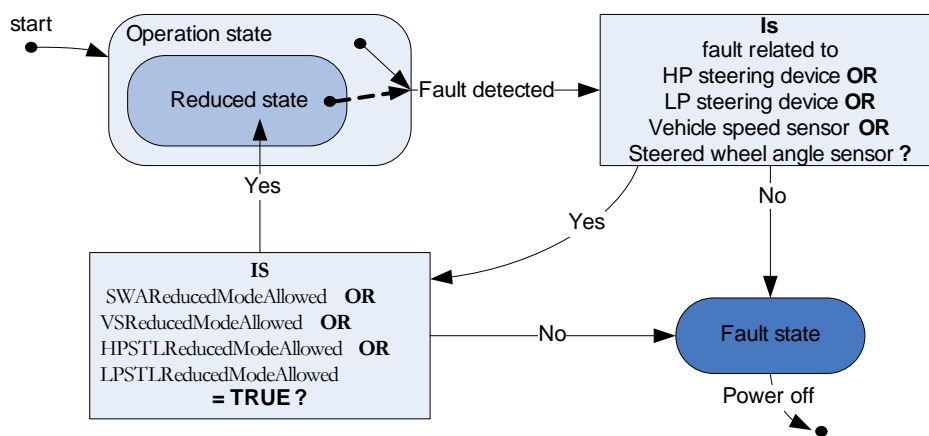 start
Operation state
Reduced state
Fault detected
Is
fault related to
HP steering device OR
LP steering device OR
Vehicle speed sensor OR
Steered wheel angle sensor ?
Yes
Yes
No
IS
SWAReducedModeAllowed OR
VSReducedModeAllowed OR
HPSTLReducedModeAllowed OR
LPSTLReducedModeAllowed
= TRUE ?
No
Fault state
Power off